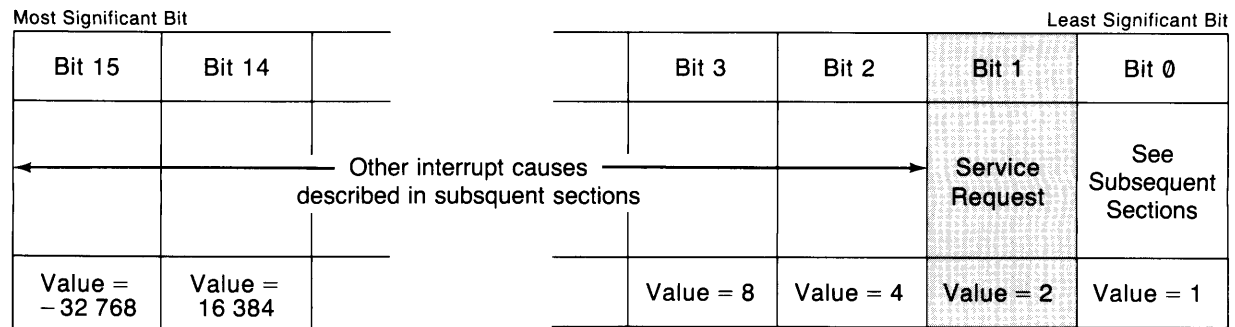 Most Significant Bit
Least Significant Bit
Bit 15
Bit 14
Bit 3
Bit 2
Bit 1
Bit 0
Other interrupt causes
described in subsquent sections
Service
Request
See
Subsequent
Sections
Value =
−32 768
Value =
16 384
Value = 8
Value = 4
Value = 2
Value = 1